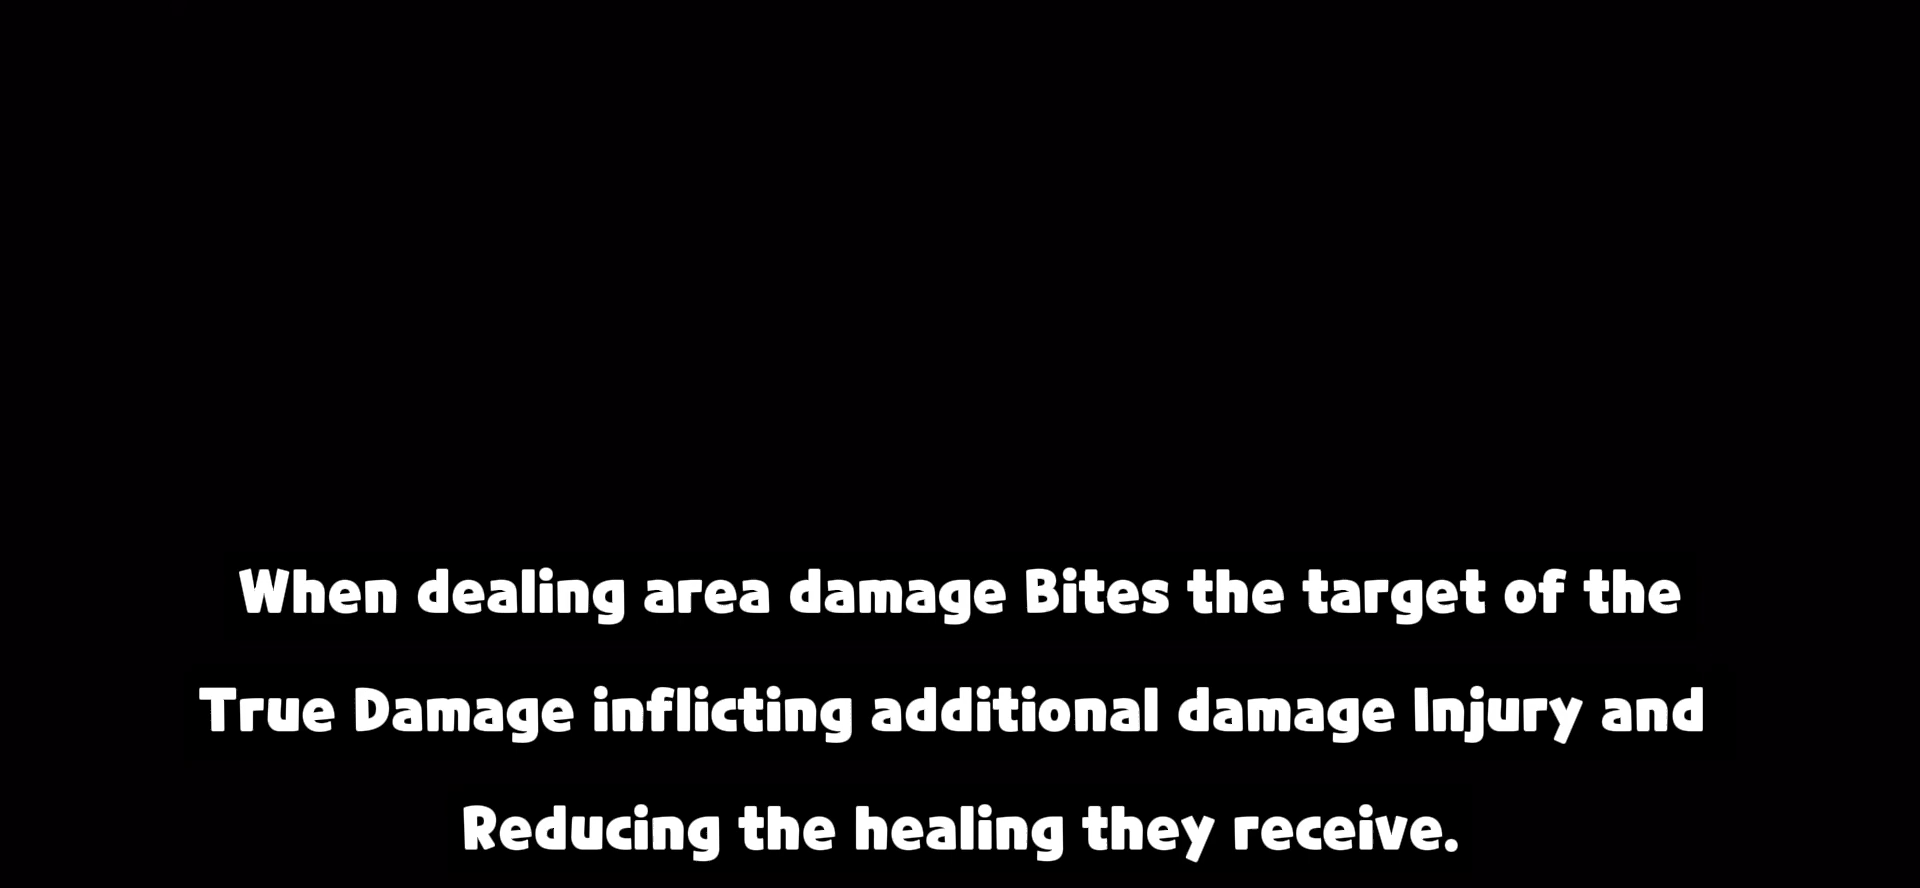 When dealing area damage Bites the target of the
True Damage inflicting additional damage Injury and
Reducing the healing they receive.